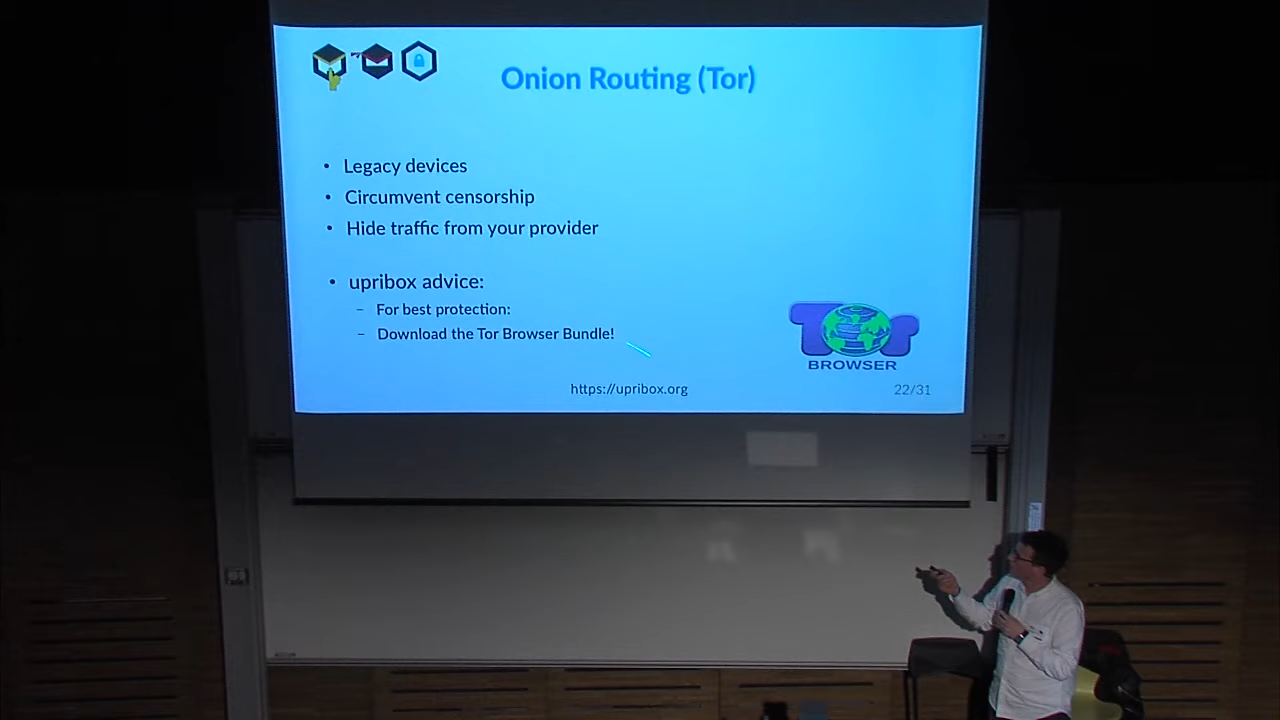 Onion Routing (Tor)
• Legacy devices
• Circumvent censorship
• Hide traffic from your provider
• upribox advice:
– For best protection:
– Download the Tor Browser Bundle!
Tor
BROWSER
https://upribox.org
22/31